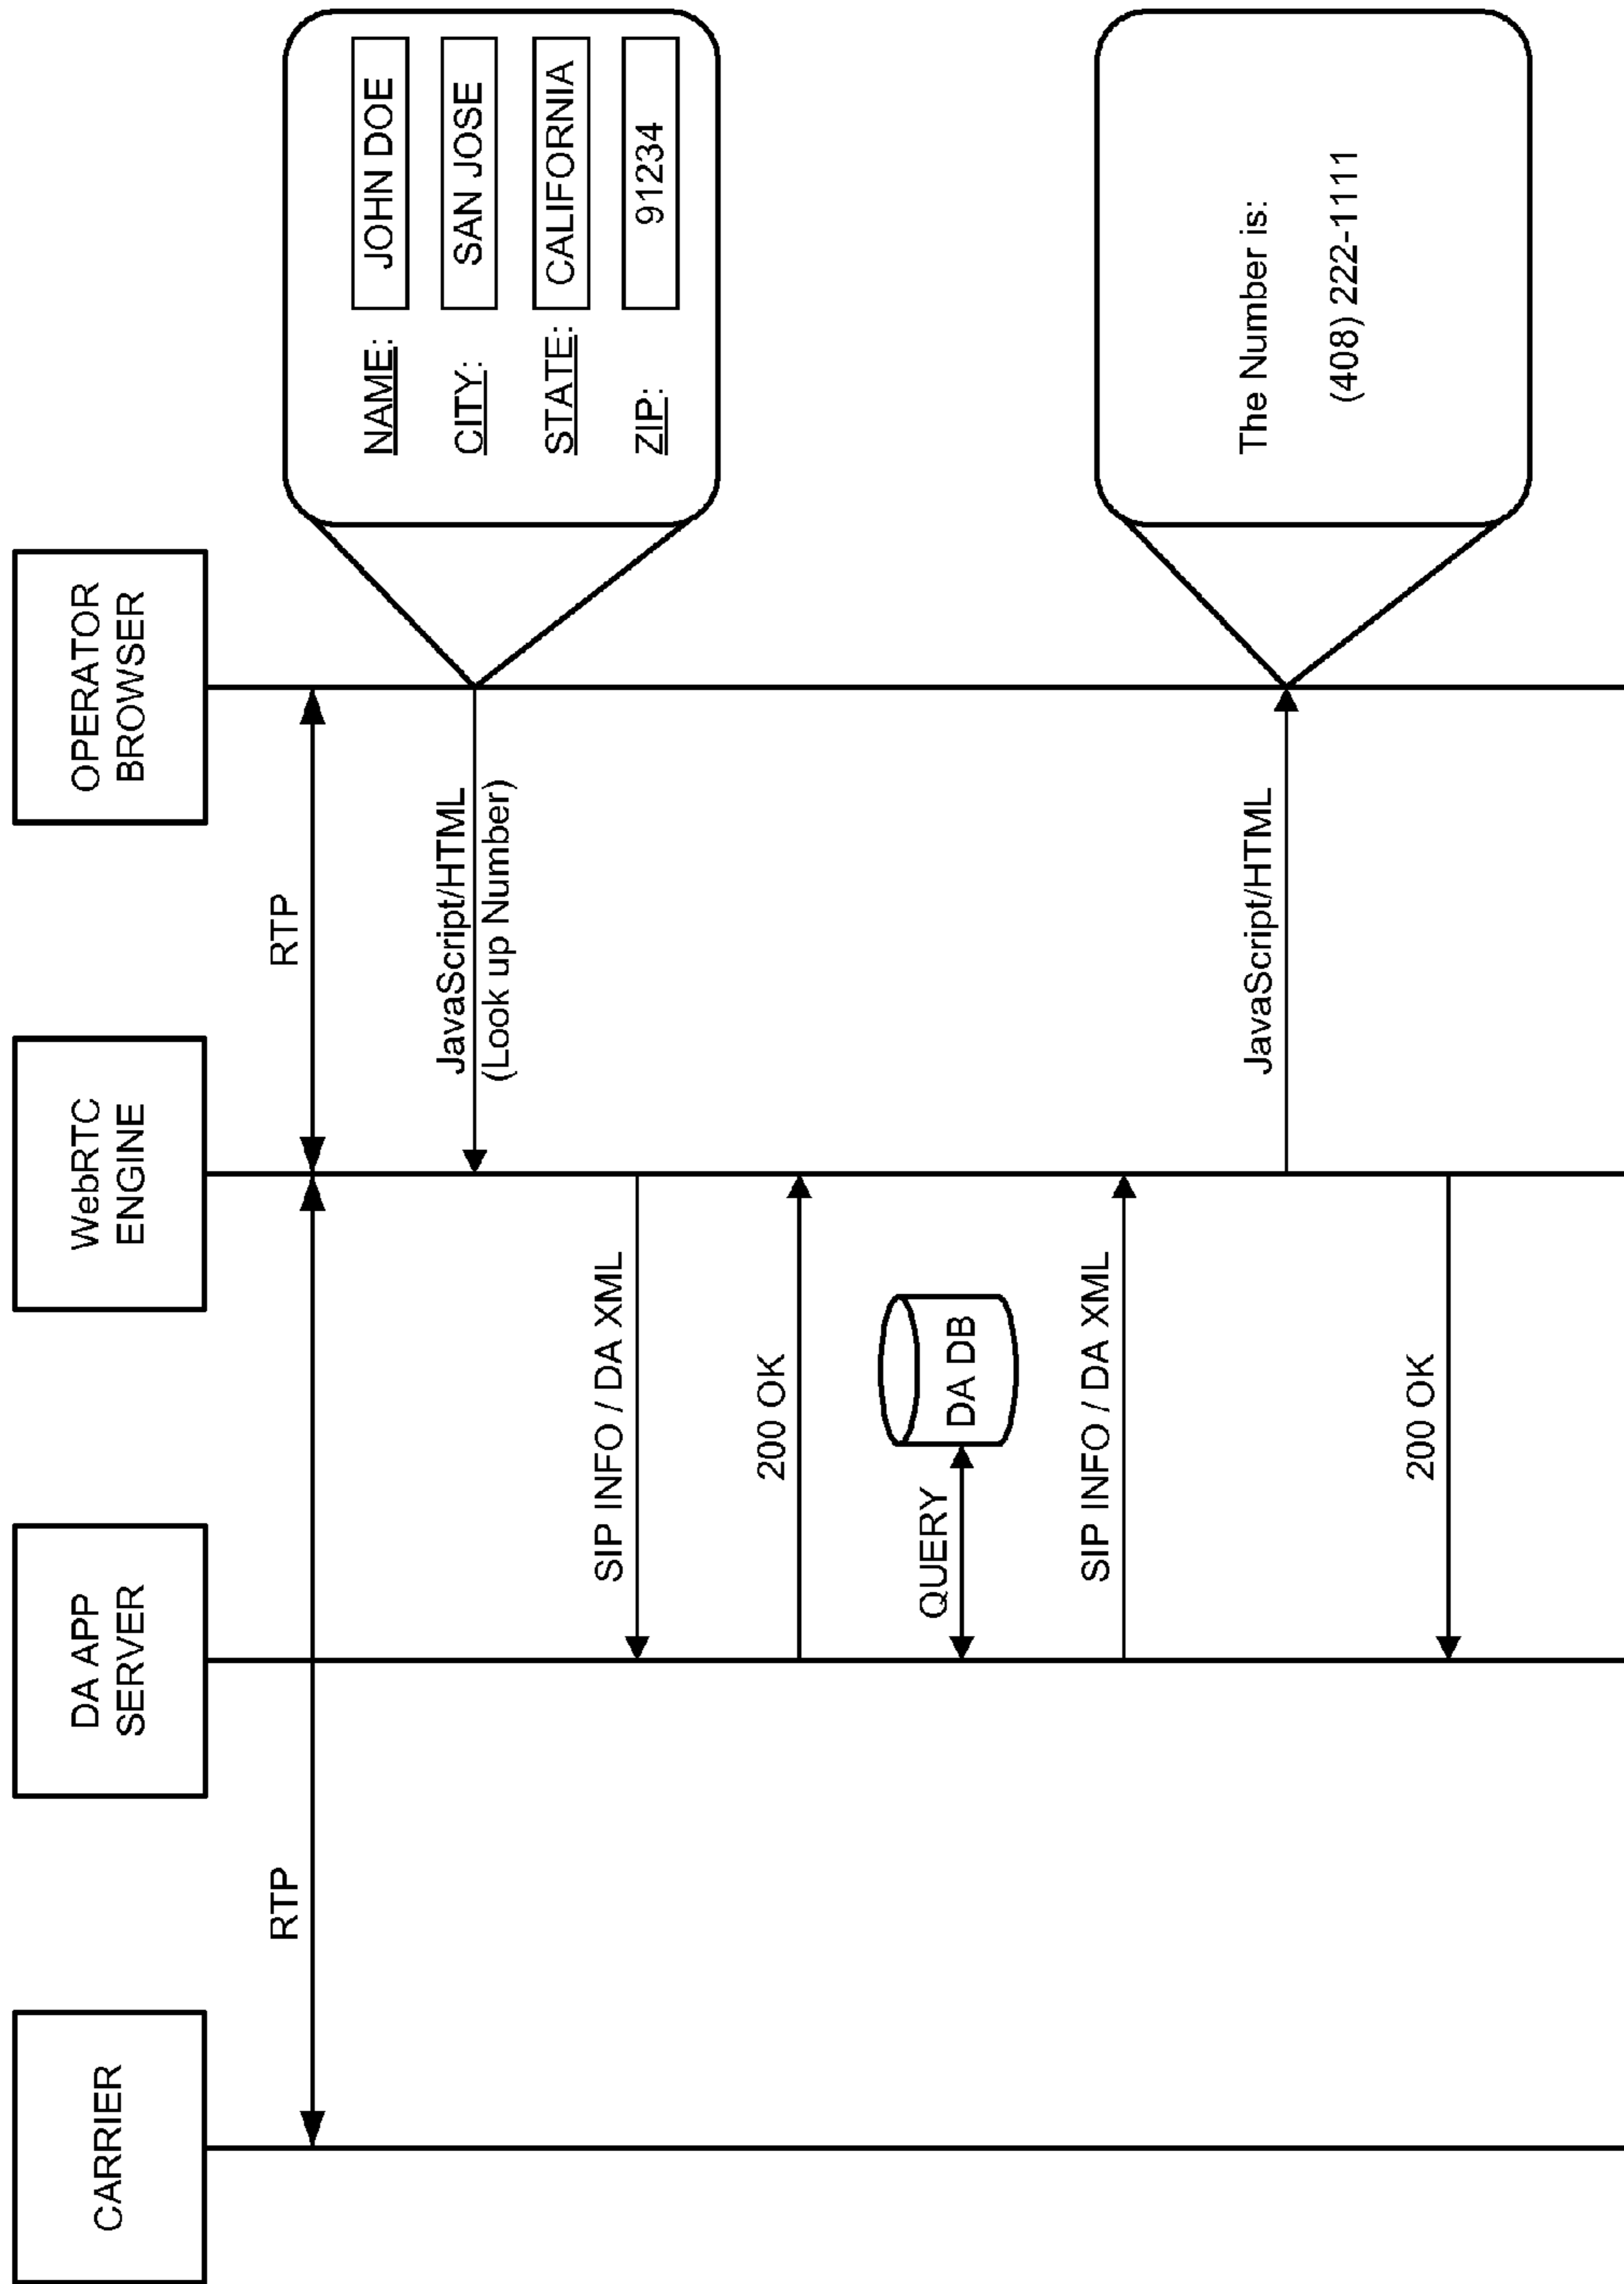 CARRIER
DA APP
SERVER
WebRTC
ENGINE
OPERATOR
BROWSER
RTP
RTP
JavaScript/HTML
(Look up Number)
NAME: JOHN DOE
CITY: SAN JOSE
STATE: CALIFORNIA
ZIP: 91234
SIP INFO / DA XML
200 OK
QUERY
DA DB
SIP INFO / DA XML
JavaScript/HTML
The Number is:
(408) 222-1111
200 OK